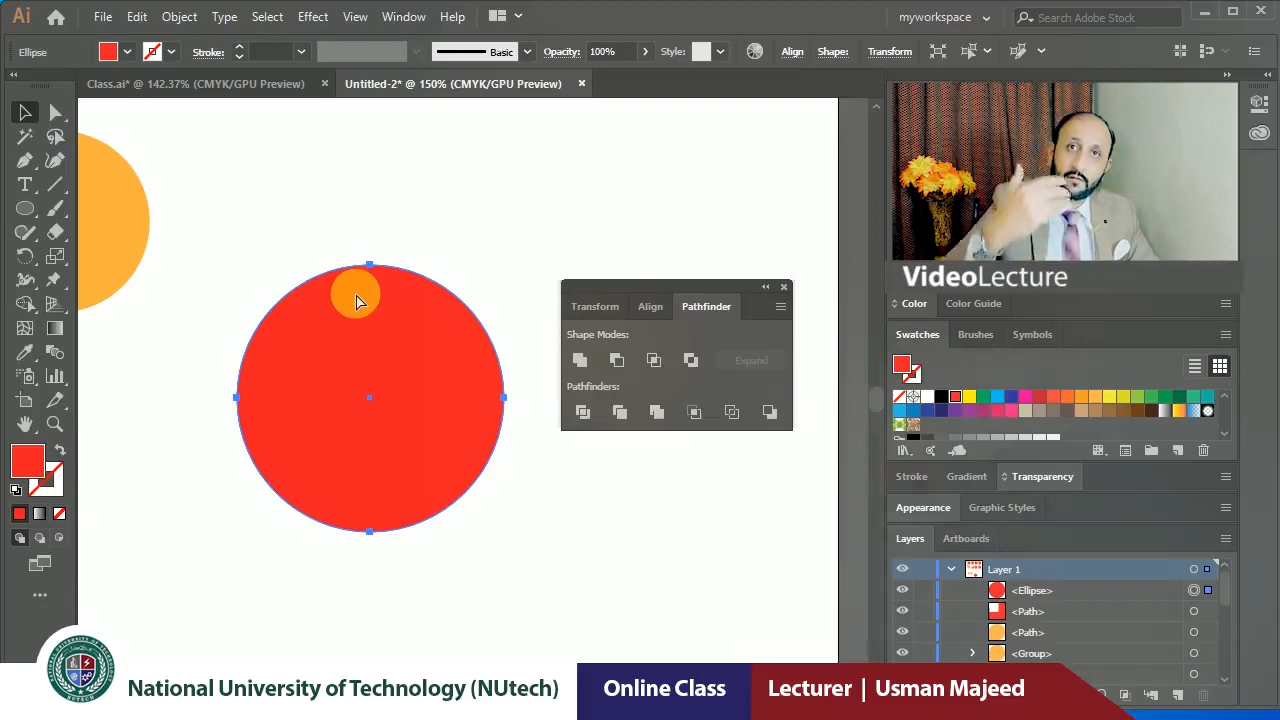 Ai File Edit Object Type Select Effect View Window Help myworkspace Search Adobe Stock
Ellipse Stroke: Basic Opacity: 100% Style: Align Shape: Transform
Class.ai* @ 142.37% (CMYK/GPU Preview) Untitled-2* @ 150% (CMYK/GPU Preview)
VideoLecture
Transform Align Pathfinder
Shape Modes:
Expand
Pathfinders:
Color Color Guide
Swatches Brushes Symbols
Stroke Gradient Transparency
Appearance Graphic Styles
Layers Artboards
Layer 1
<Ellipse>
<Path>
<Path>
<Group>
National University of Technology (NUtech) Online Class Lecturer | Usman Majeed